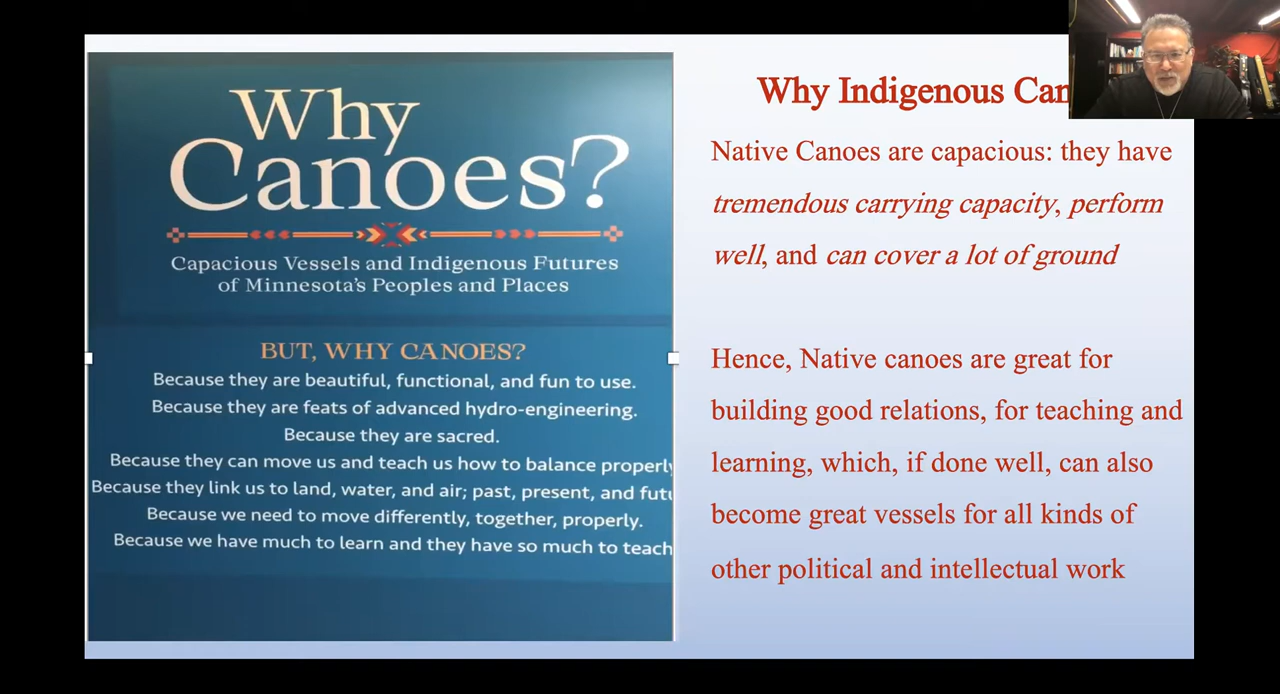 Why
Canoes?
Capacious Vessels and Indigenous Futures
of Minnesota's Peoples and Places
BUT, WHY CANOES?
Because they are beautiful, functional, and fun to use.
Because they are feats of advanced hydro-engineering.
Because they are sacred.
Because they can move us and teach us how to balance properly
Because they link us to land, water, and air; past, present, and futu
Because we need to move differently, together, properly.
Because we have much to learn and they have so much to teach
Why Indigenous Can
Native Canoes are capacious: they have
tremendous carrying capacity, perform
well, and can cover a lot of ground
Hence, Native canoes are great for
building good relations, for teaching and
learning, which, if done well, can also
become great vessels for all kinds of
other political and intellectual work